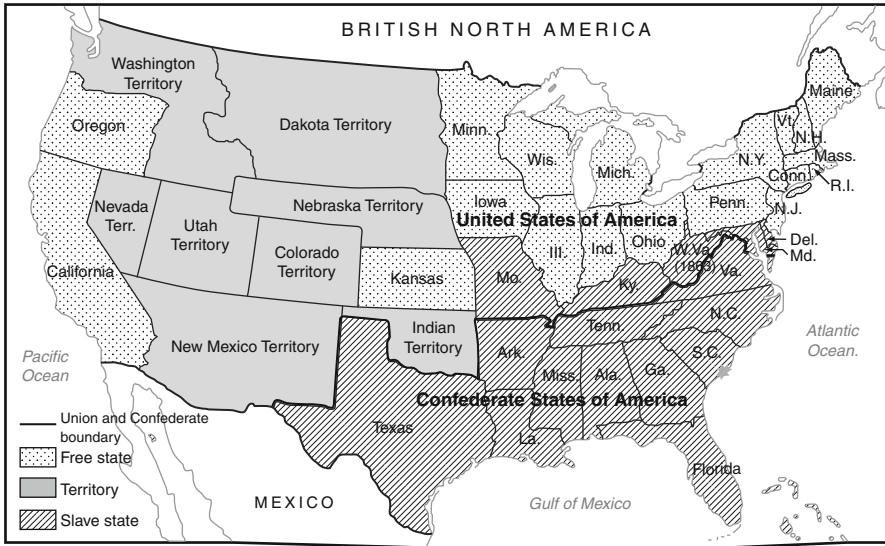 BRITISH NORTH AMERICA
Washington
Territory
Oregon
Dakota Territory
Minn.
Wis.
Mich.
Maine
Vt.
N.H.
N.Y.
Mass.
Conn.
R.I.
Nevada
Terr.
Utah
Territory
Nebraska Territory
Colorado
Territory
Iowa
United States of America
Penn.
N.J.
California
Kansas
Mo.
Ill.
Ind.
Ohio
W.Va.
(1863)
Va.
Del.
Md.
Ky.
New Mexico Territory
Indian
Territory
Tenn.
N.C.
Ark.
S.C.
Pacific
Ocean
Atlantic
Ocean.
Miss.
Ala.
Ga.
Confederate States of America
Texas
La.
Florida
MEXICO
Gulf of Mexico
Union and Confederate
boundary
Free state
Territory
Slave state